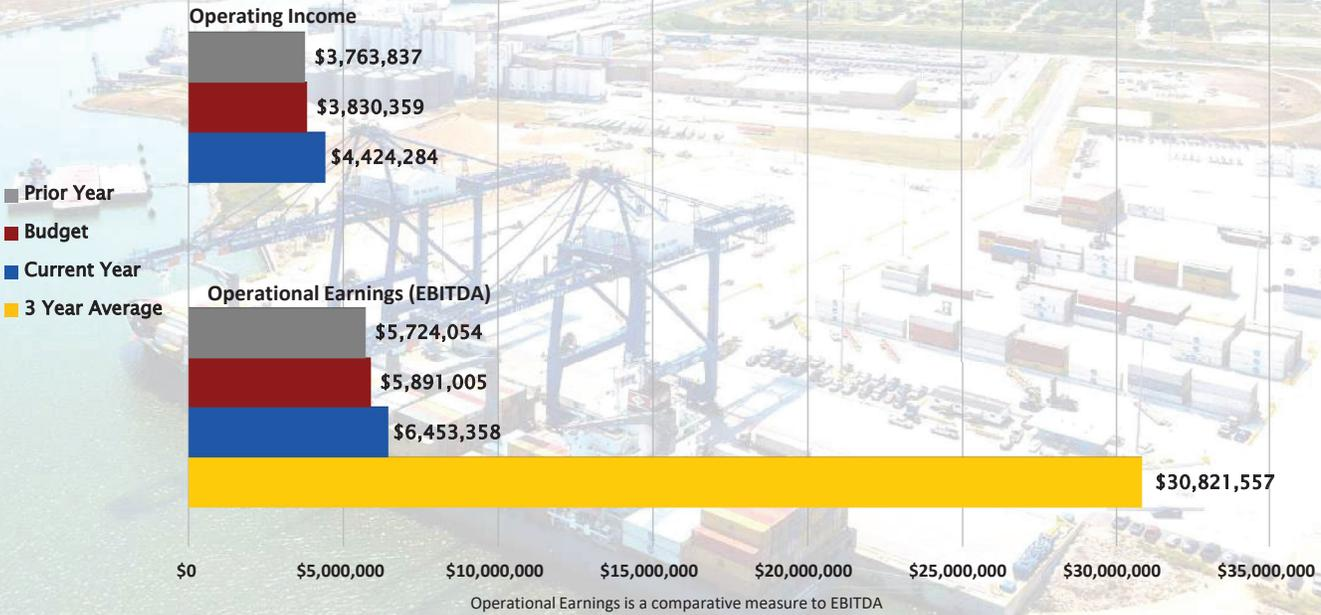 Operating Income
$3,763,837
$3,830,359
$4,424,284
Prior Year
Budget
Current Year
3 Year Average
Operational Earnings (EBITDA)
$5,724,054
$5,891,005
$6,453,358
$30,821,557
$0 $5,000,000 $10,000,000 $15,000,000 $20,000,000 $25,000,000 $30,000,000 $35,000,000
Operational Earnings is a comparative measure to EBITDA